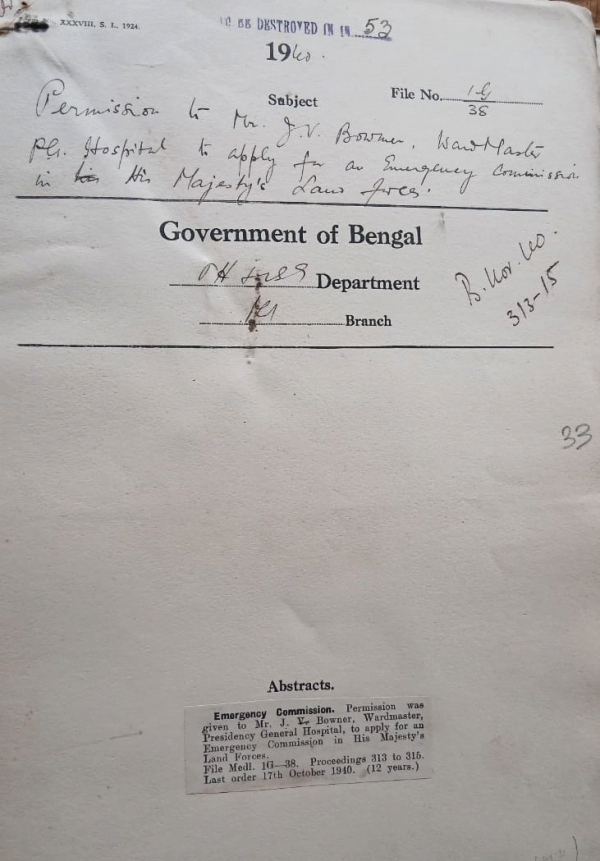 XXXVIII, S. L., 1924.
TO BE DESTROYED IN 19 53
1940.
Subject
File No. 1-G
38
Permission to Mr. J.V. Bowner, Ward Master
P.G. Hospital to apply for an Emergency Commission
in his His Majesty's Land forces.
Government of Bengal
Department
Branch
B. Nov. 40.
313-15
33
Abstracts.
Emergency Commission. Permission was
given to Mr. J. V. Bowner, Wardmaster,
Presidency General Hospital, to apply for an
Emergency Commission in His Majesty's
Land Forces.
File Medl. 1G—38. Proceedings 313 to 315.
Last order 17th October 1940. (12 years.)